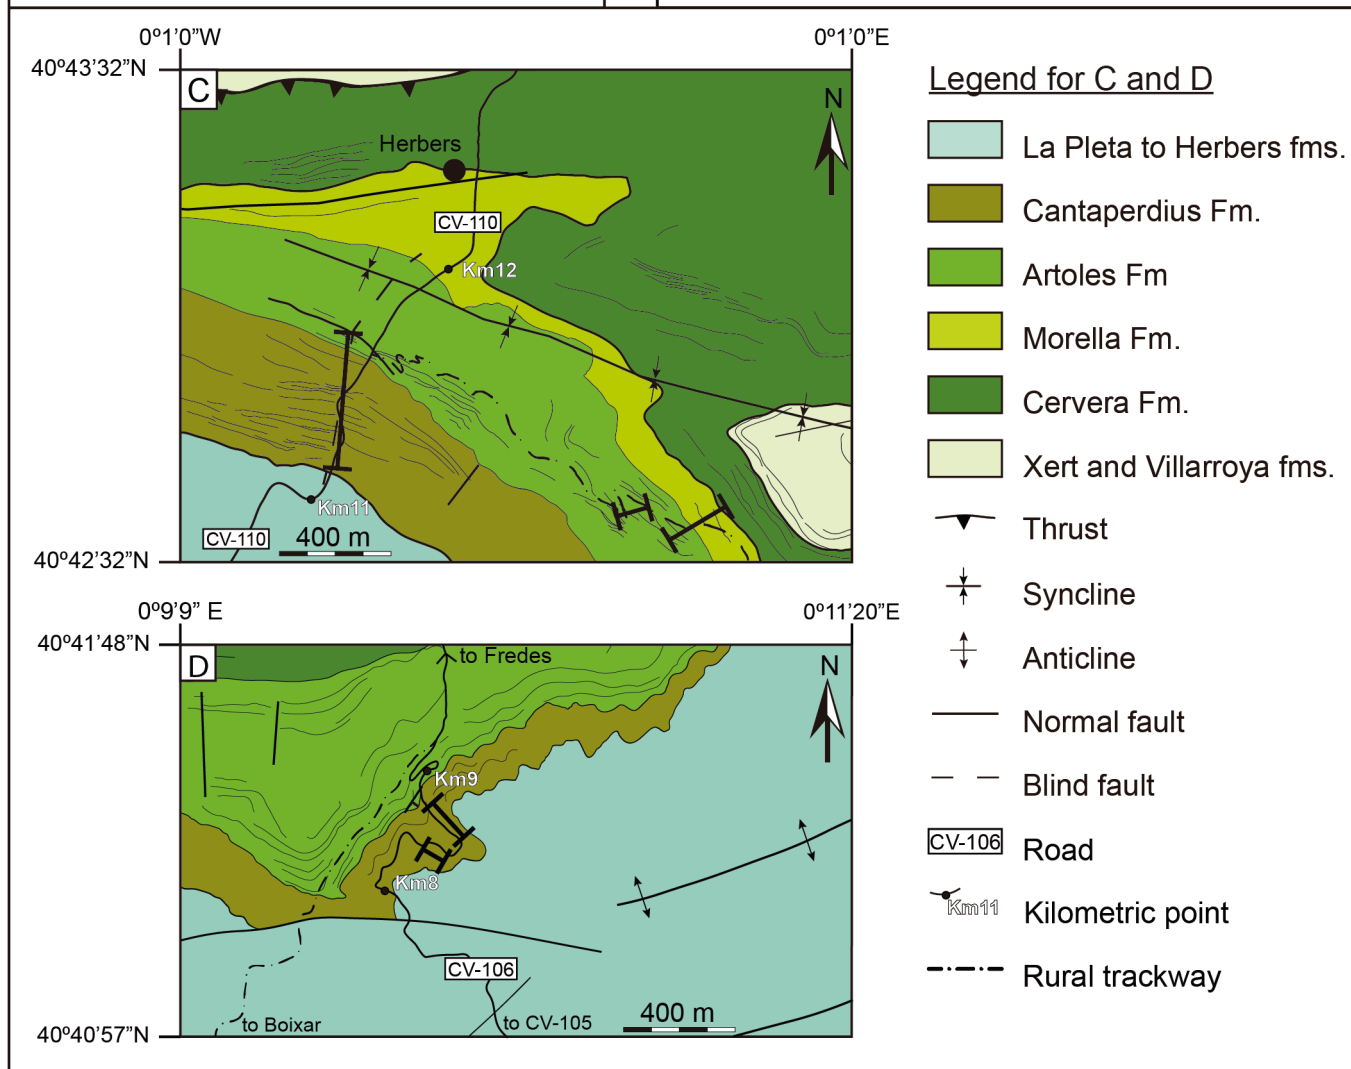 0º1'0"W
0º1'0"E
40º43'32"N
C
N
Herbers
CV-110
Km12
Km11
CV-110
400 m
40º42'32"N
0º9'9" E
0º11'20"E
40º41'48"N
D
to Fredes
N
Km9
Km8
CV-106
400 m
to Boixar
to CV-105
40º40'57"N
Legend for C and D
La Pleta to Herbers fms.
Cantaperdius Fm.
Artoles Fm
Morella Fm.
Cervera Fm.
Xert and Villarroya fms.
Thrust
Syncline
Anticline
Normal fault
Blind fault
CV-106 Road
Km11 Kilometric point
Rural trackway